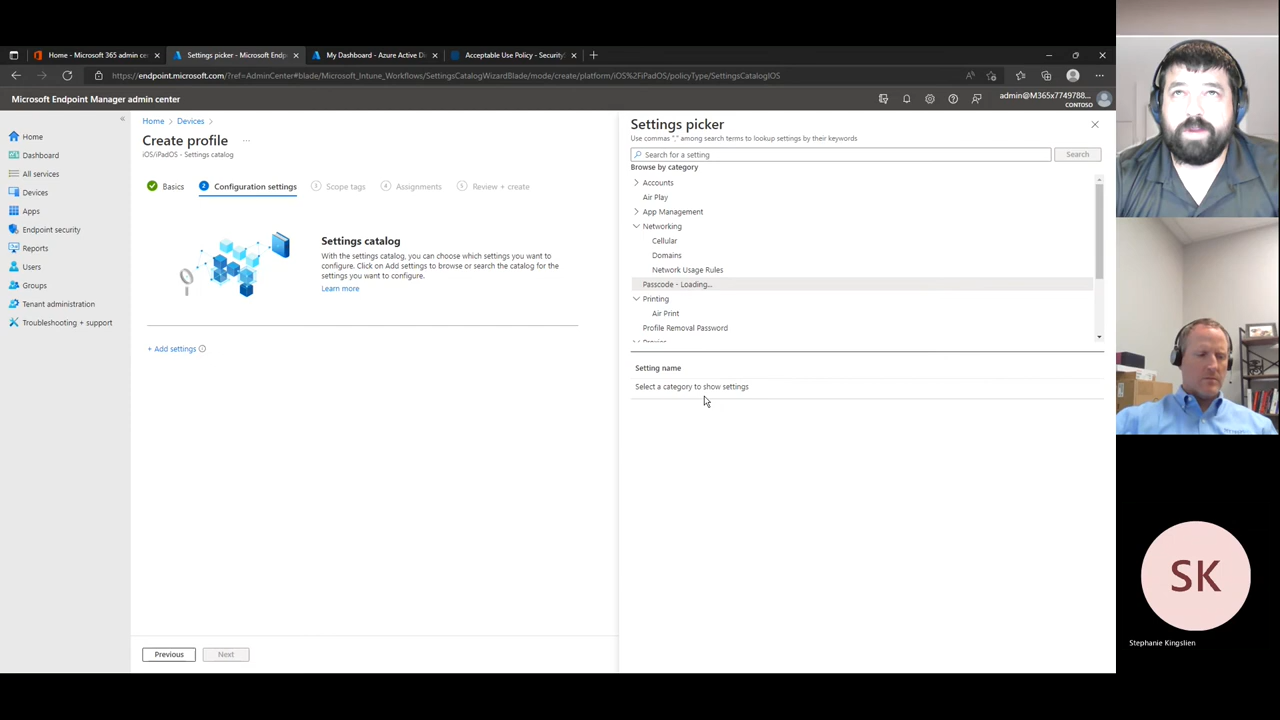 Home - Microsoft 365 admin ce
Settings picker - Microsoft Endp
My Dashboard - Azure Active Di
Acceptable Use Policy - Security
https://endpoint.microsoft.com/?ref=AdminCenter#blade/Microsoft_Intune_Workflows/SettingsCatalogWizardBlade/mode/create/platform/iOS%2FiPadOS/policyType/SettingsCatalogIOS
Microsoft Endpoint Manager admin center
admin@M365x7749788...
CONTOSO
Home
Dashboard
All services
Devices
Apps
Endpoint security
Reports
Users
Groups
Tenant administration
Troubleshooting + support
Home > Devices >
Create profile ...
iOS/iPadOS - Settings catalog
Basics
2 Configuration settings
3 Scope tags
4 Assignments
5 Review + create
Settings catalog
With the settings catalog, you can choose which settings you want to
configure. Click on Add settings to browse or search the catalog for the
settings you want to configure.
Learn more
+ Add settings
Previous
Next
Settings picker
Use commas "," among search terms to lookup settings by their keywords
Search for a setting
Search
Browse by category
Accounts
Air Play
App Management
Networking
Cellular
Domains
Network Usage Rules
Passcode - Loading...
Printing
Air Print
Profile Removal Password
Proxies
Setting name
Select a category to show settings
SK
Stephanie Kingslien